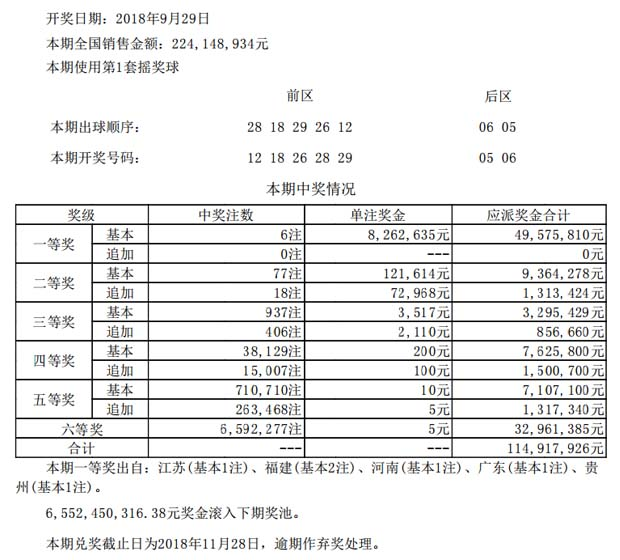 开奖日期：2018年9月29日
本期全国销售金额：224,148,934元
本期使用第1套摇奖球
前区 后区
本期出球顺序： 28 18 29 26 12 06 05
本期开奖号码： 12 18 26 28 29 05 06
本期中奖情况
奖级 中奖注数 单注奖金 应派奖金合计
一等奖 基本 6注 8,262,635元 49,575,810元
追加 0注 --- 0元
二等奖 基本 77注 121,614元 9,364,278元
追加 18注 72,968元 1,313,424元
三等奖 基本 937注 3,517元 3,295,429元
追加 406注 2,110元 856,660元
四等奖 基本 38,129注 200元 7,625,800元
追加 15,007注 100元 1,500,700元
五等奖 基本 710,710注 10元 7,107,100元
追加 263,468注 5元 1,317,340元
六等奖 6,592,277注 5元 32,961,385元
合计 --- --- 114,917,926元
本期一等奖出自：江苏(基本1注)、福建(基本2注)、河南(基本1注)、广东(基本1注)、贵
州(基本1注)。
6,552,450,316.38元奖金滚入下期奖池。
本期兑奖截止日为2018年11月28日，逾期作弃奖处理。